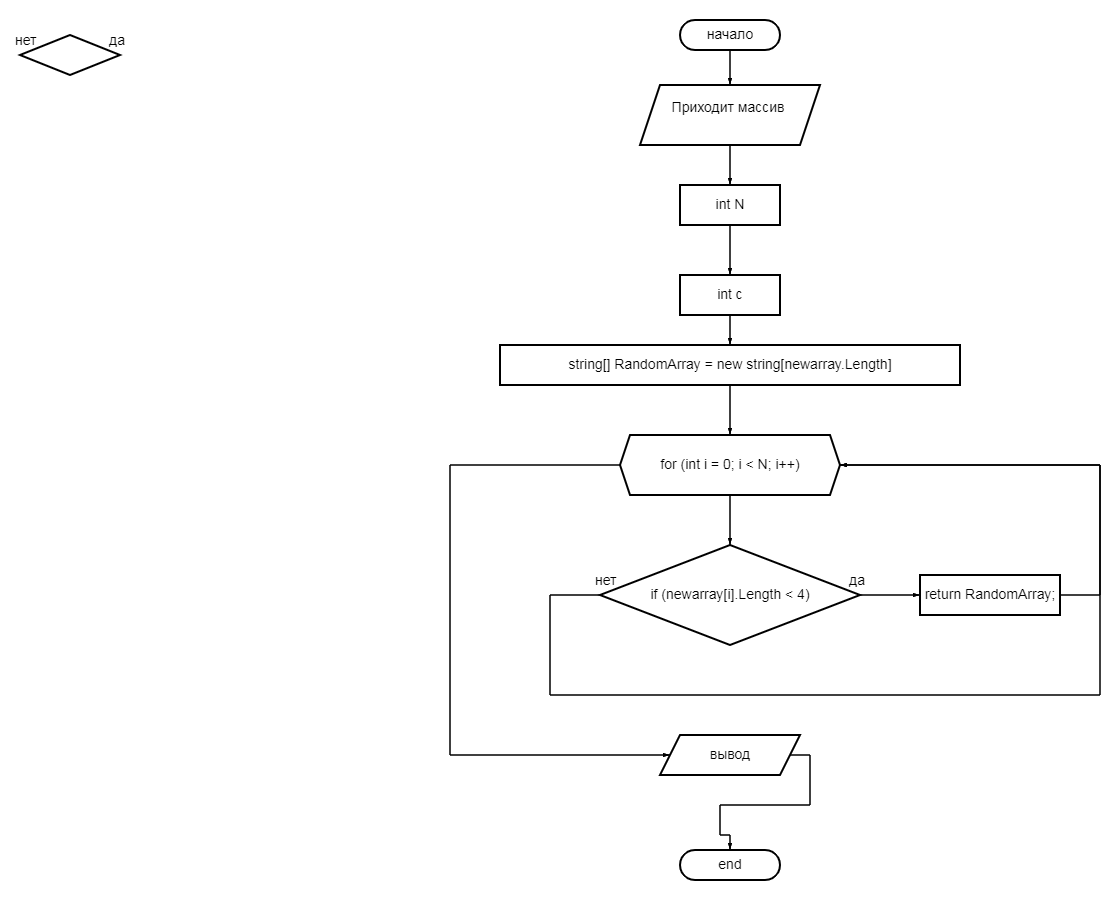 нет
да
начало
Приходит массив
int N
int c
string[] RandomArray = new string[newarray.Length]
for (int i = 0; i < N; i++)
нет
да
if (newarray[i].Length < 4)
return RandomArray;
вывод
end